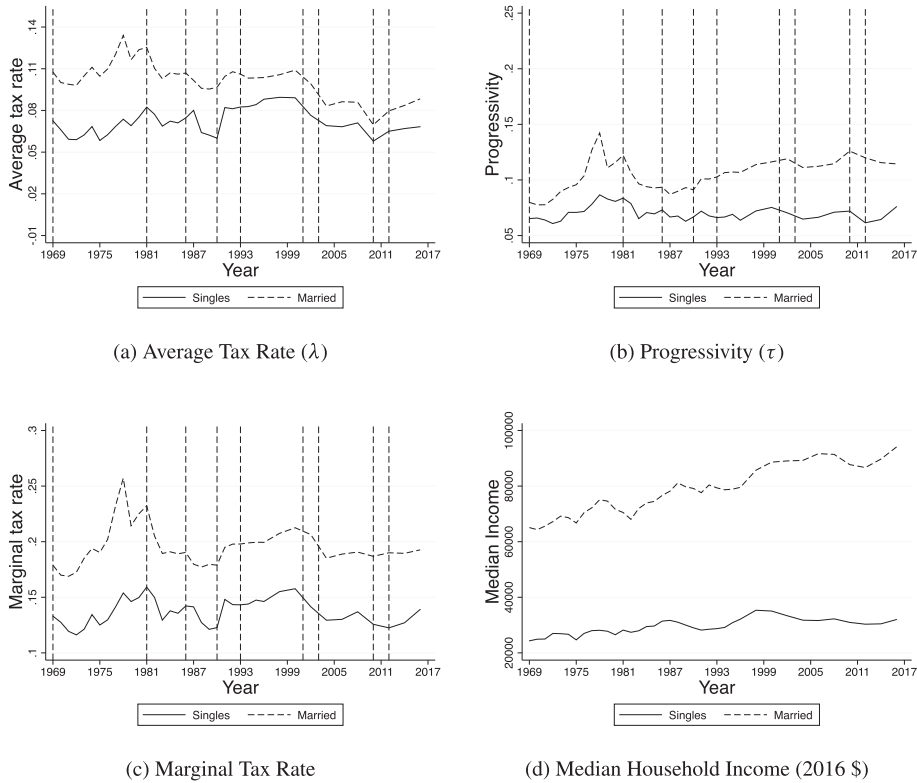 Average tax rate
.14
.11
.08
.05
.02
-.01
1969 1975 1981 1987 1993 1999 2005 2011 2017
Year
Singles Married
(a) Average Tax Rate (λ)
Progressivity
.25
.2
.15
.1
.05
1969 1975 1981 1987 1993 1999 2005 2011 2017
Year
Singles Married
(b) Progressivity (τ)
Marginal tax rate
.3
.25
.2
.15
.1
1969 1975 1981 1987 1993 1999 2005 2011 2017
Year
Singles Married
(c) Marginal Tax Rate
Median Income
100000
80000
60000
40000
20000
1969 1975 1981 1987 1993 1999 2005 2011 2017
Year
Singles Married
(d) Median Household Income (2016 $)